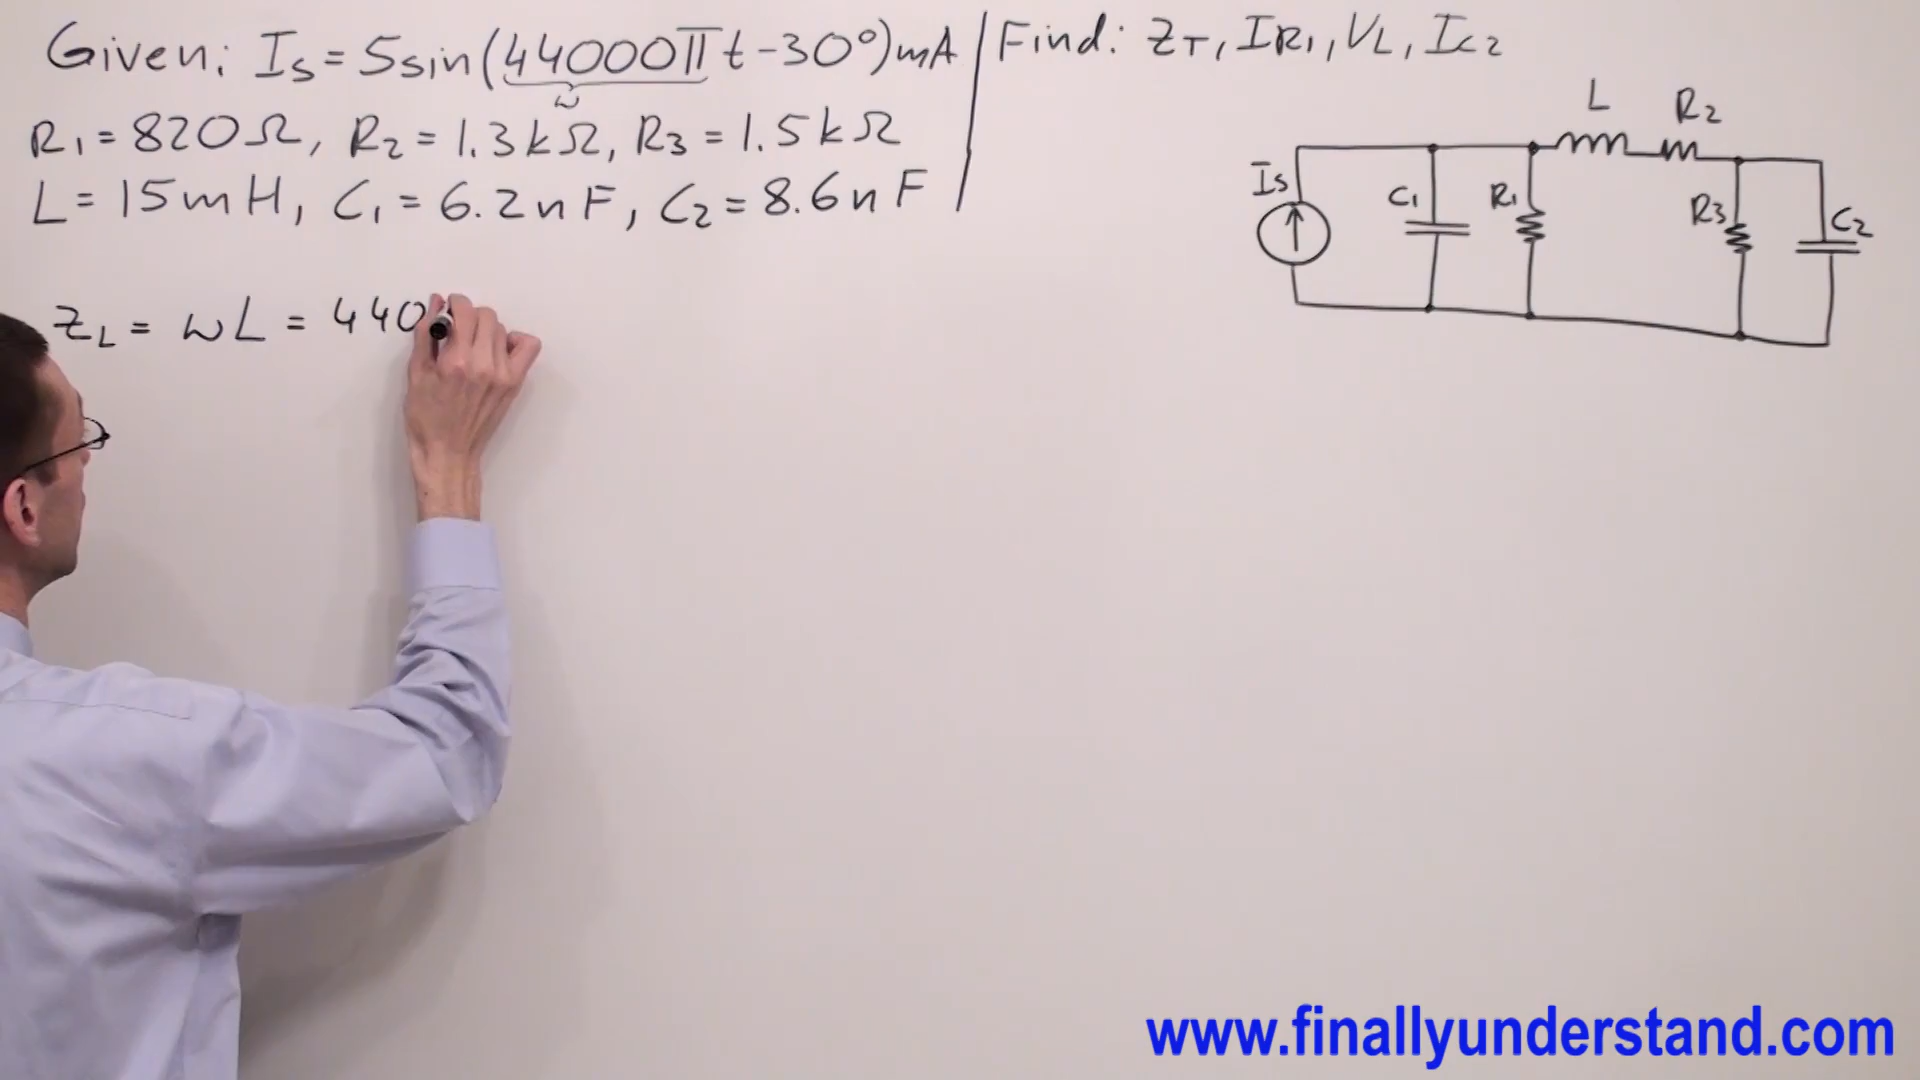 Given: Is = 5sin(44000πt-30°)mA / Find: ZT, IR1, VL, IC2
ω
R1 = 820Ω, R2 = 1.3kΩ, R3 = 1.5kΩ
L = 15mH, C1 = 6.2nF, C2 = 8.6nF
ZL = ωL = 440
L
R2
Is
C1
R1
R3
C2
www.finallyunderstand.com